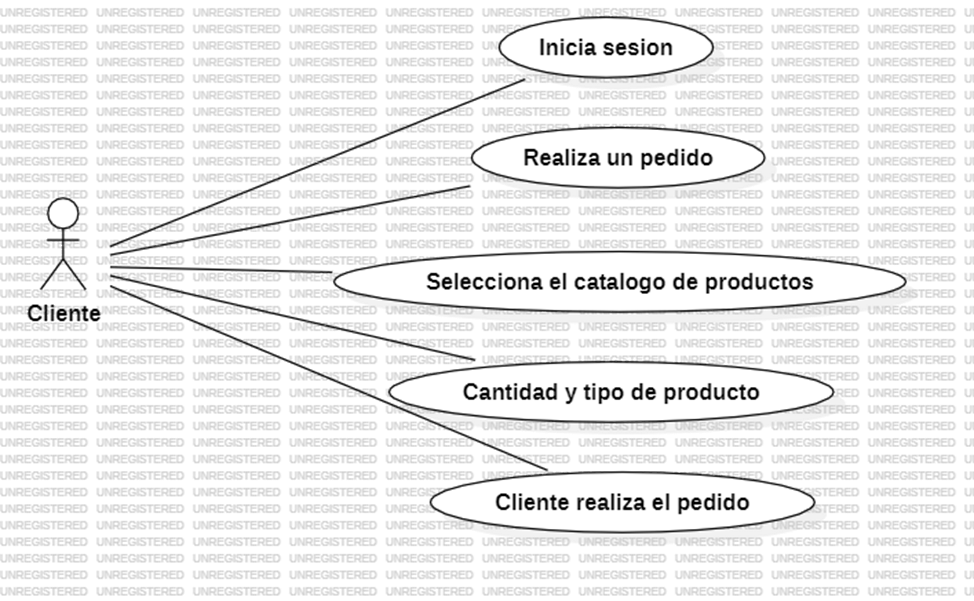 Inicia sesion
Realiza un pedido
Selecciona el catalogo de productos
Cliente
Cantidad y tipo de producto
Cliente realiza el pedido
UNREGISTERED